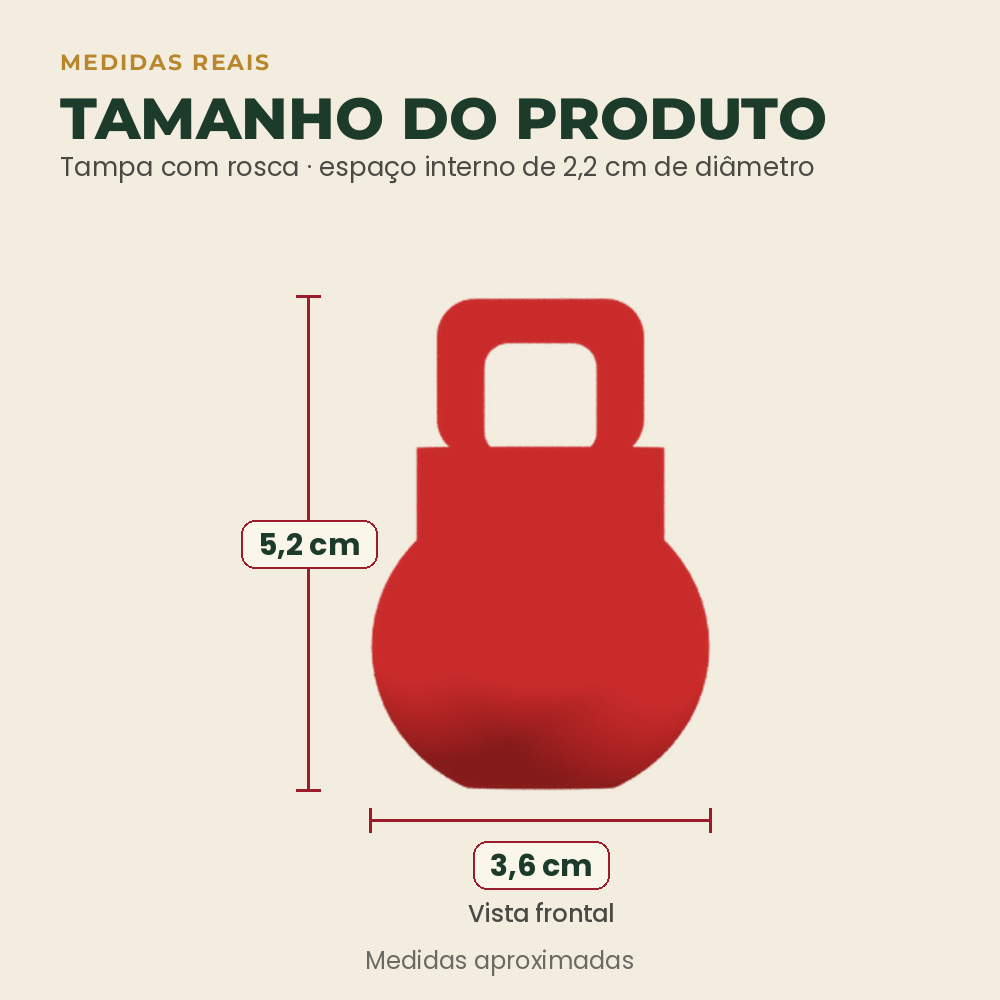 MEDIDAS REAIS
TAMANHO DO PRODUTO
Tampa com rosca · espaço interno de 2,2 cm de diâmetro
5,2 cm
3,6 cm
Vista frontal
Medidas aproximadas